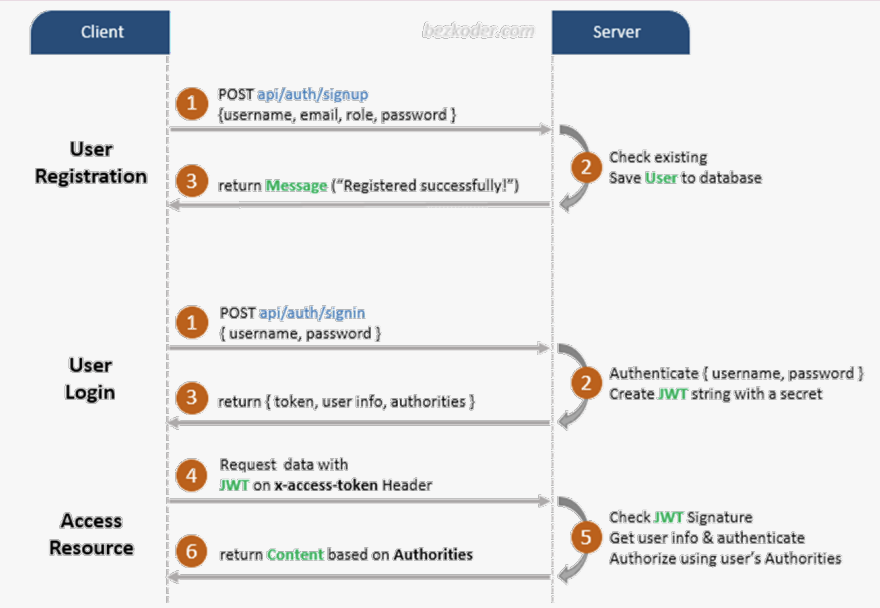 Client
bezkoder.com
Server
1
POST api/auth/signup
{username, email, role, password }
User
Registration
2
Check existing
Save User to database
3
return Message (“Registered successfully!”)
1
POST api/auth/signin
{ username, password }
User
Login
2
Authenticate { username, password }
Create JWT string with a secret
3
return { token, user info, authorities }
4
Request data with
JWT on x-access-token Header
Access
Resource
5
Check JWT Signature
Get user info & authenticate
Authorize using user’s Authorities
6
return Content based on Authorities